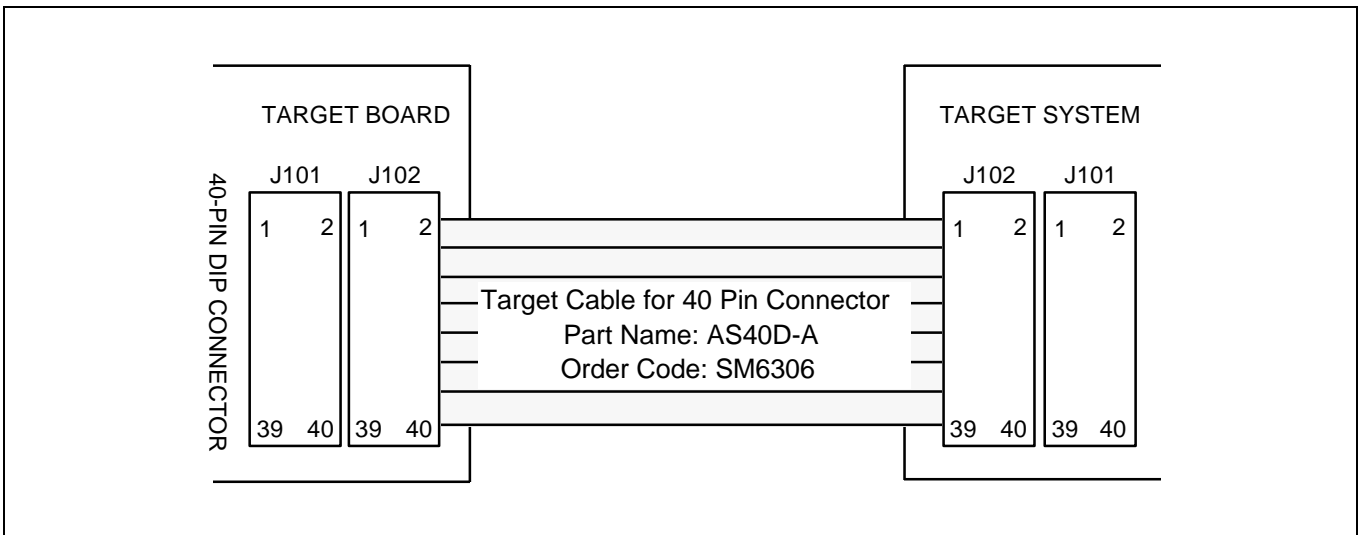 TARGET BOARD
TARGET SYSTEM
J101 J102
J102 J101
40-PIN DIP CONNECTOR
1 2 1 2
1 2 1 2
Target Cable for 40 Pin Connector
Part Name: AS40D-A
Order Code: SM6306
39 40 39 40
39 40 39 40